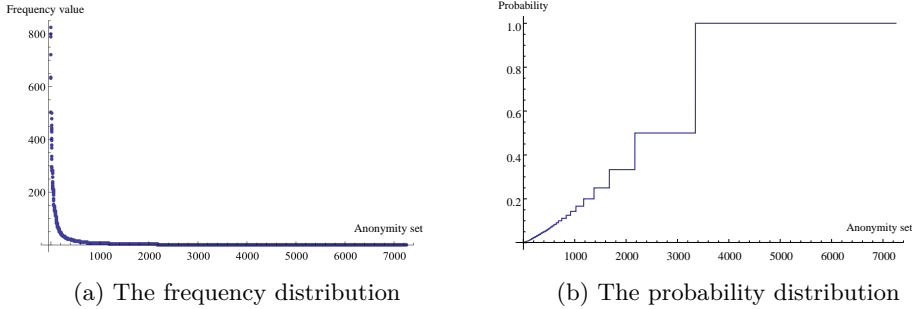 Frequency value
800
600
400
200
Anonymity set
1000 2000 3000 4000 5000 6000 7000
(a) The frequency distribution
Probability
1.0
0.8
0.6
0.4
0.2
Anonymity set
1000 2000 3000 4000 5000 6000 7000
(b) The probability distribution